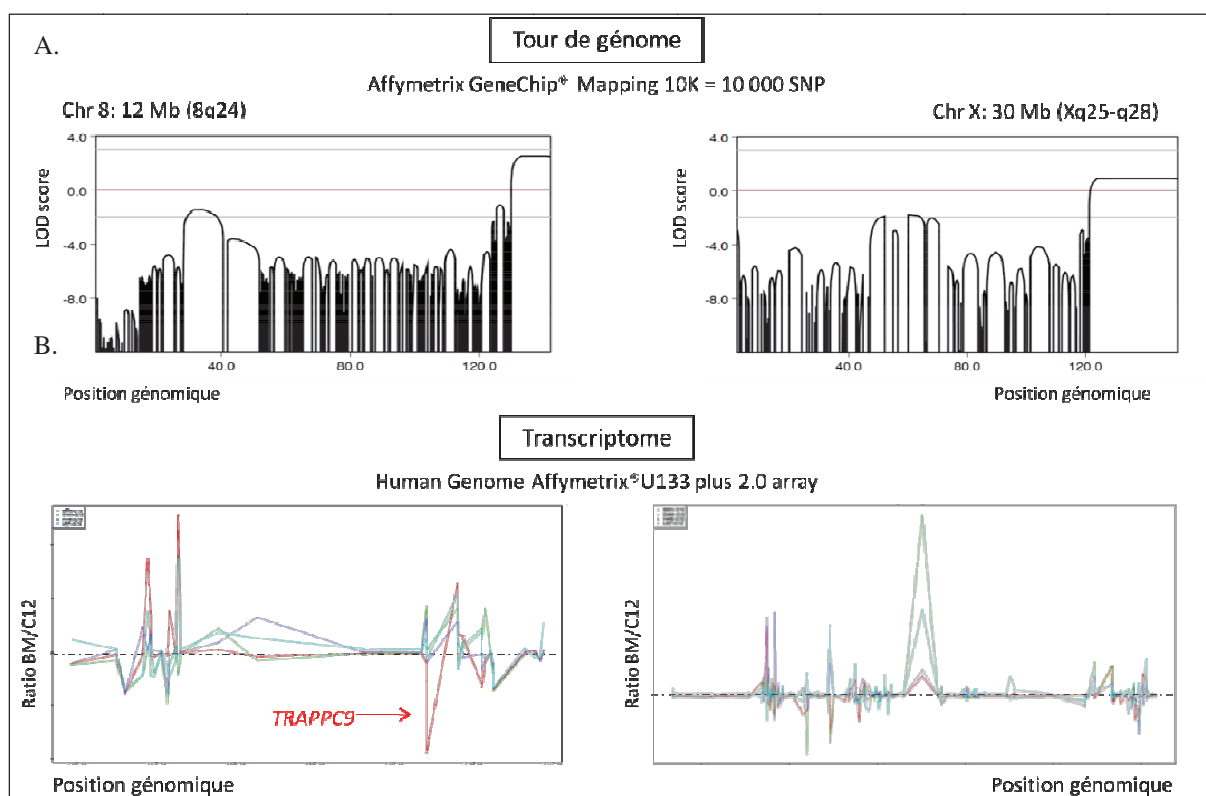 A.
Tour de génome
Affymetrix GeneChip® Mapping 10K = 10 000 SNP
Chr 8: 12 Mb (8q24)
Chr X: 30 Mb (Xq25-q28)
4.0
0.0
-4.0
-8.0
LOD score
40.0
80.0
120.0
Position génomique
4.0
0.0
-4.0
-8.0
LOD score
40.0
80.0
120.0
Position génomique
B.
Transcriptome
Human Genome Affymetrix® U133 plus 2.0 array
Ratio BM/C12
TRAPPC9
Position génomique
Ratio BM/C12
Position génomique